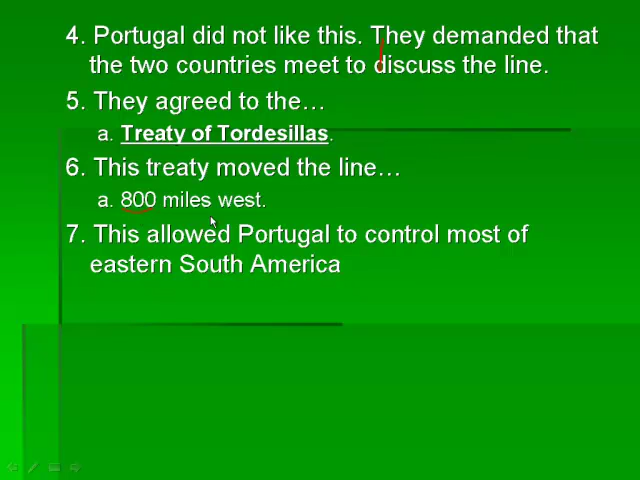 4. Portugal did not like this. They demanded that
the two countries meet to discuss the line.
5. They agreed to the…
a. Treaty of Tordesillas.
6. This treaty moved the line…
a. 800 miles west.
7. This allowed Portugal to control most of
eastern South America